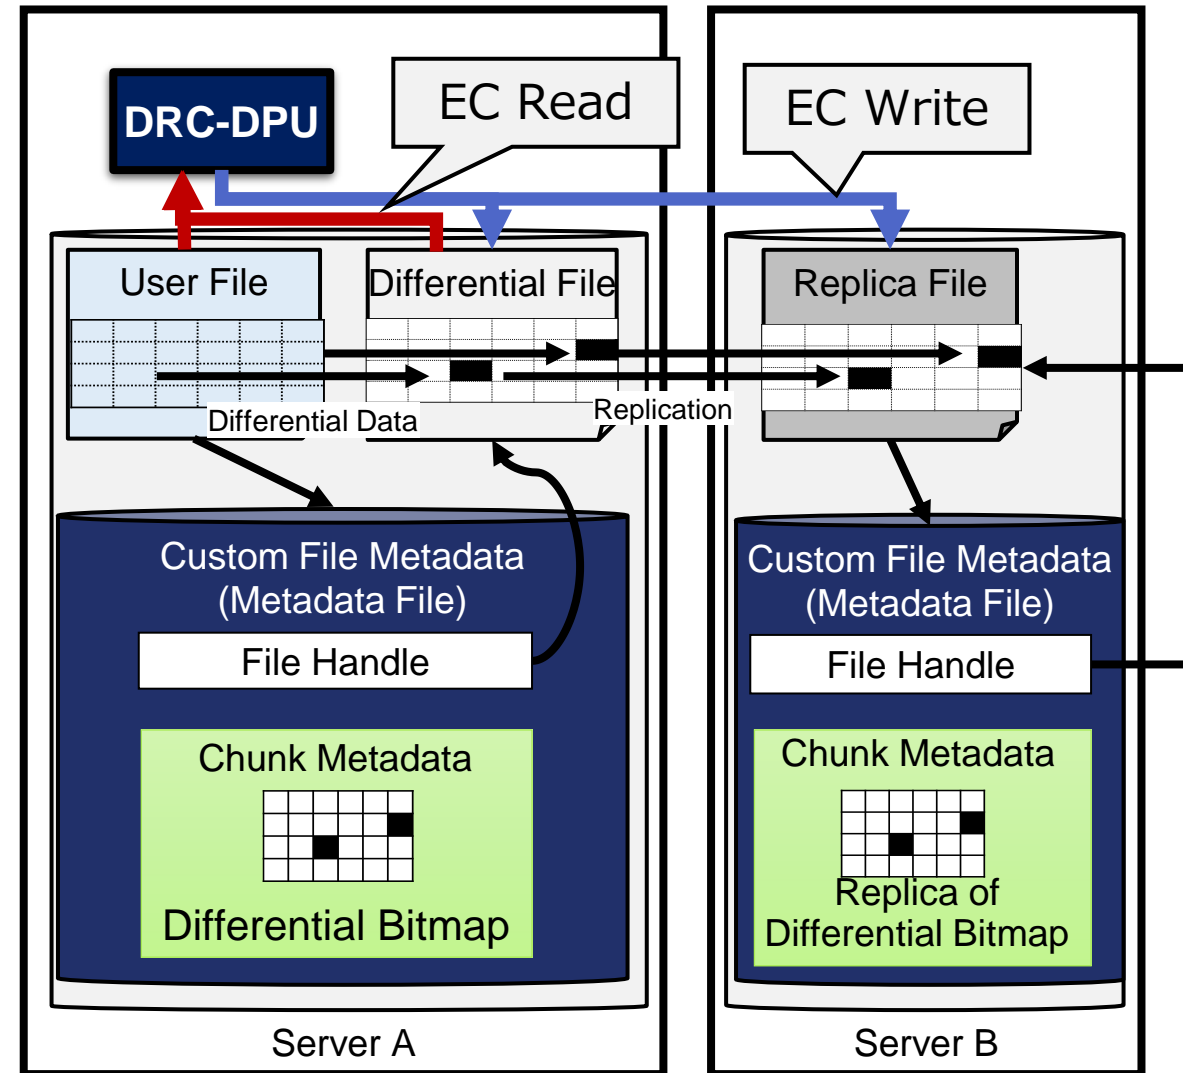 DRC-DPU
EC Read
EC Write
User File
Differential File
Replica File
Differential Data
Replication
Custom File Metadata
(Metadata File)
File Handle
Chunk Metadata
Differential Bitmap
Server A
Custom File Metadata
(Metadata File)
File Handle
Chunk Metadata
Replica of
Differential Bitmap
Server B